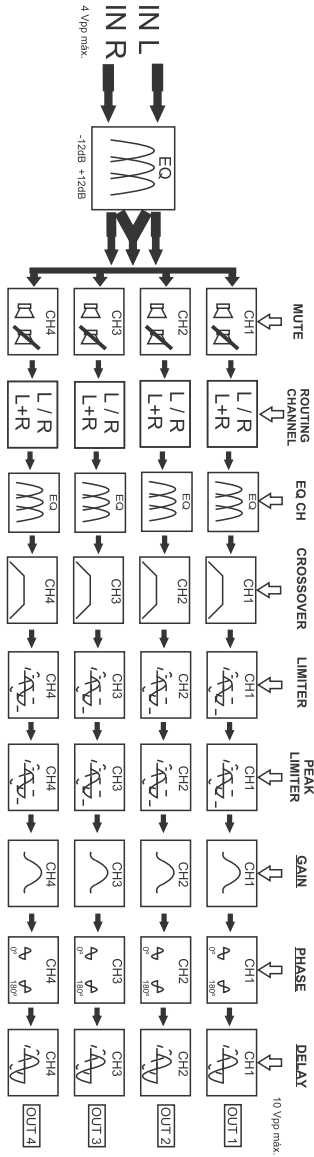 IN L
IN R
4 Vpp máx.
EQ
-12dB +12dB
MUTE
ROUTING
CHANNEL
EQ CH
CROSSOVER
LIMITER
PEAK
LIMITER
GAIN
PHASE
DELAY
10 Vpp máx.
CH1
L / R
L+R
EQ
CH1
CH1
CH1
CH1
CH1
0º 180º
CH1
OUT 1
CH2
L / R
L+R
EQ
CH2
CH2
CH2
CH2
CH2
0º 180º
CH2
OUT 2
CH3
L / R
L+R
EQ
CH3
CH3
CH3
CH3
CH3
0º 180º
CH3
OUT 3
CH4
L / R
L+R
EQ
CH4
CH4
CH4
CH4
CH4
0º 180º
CH4
OUT 4